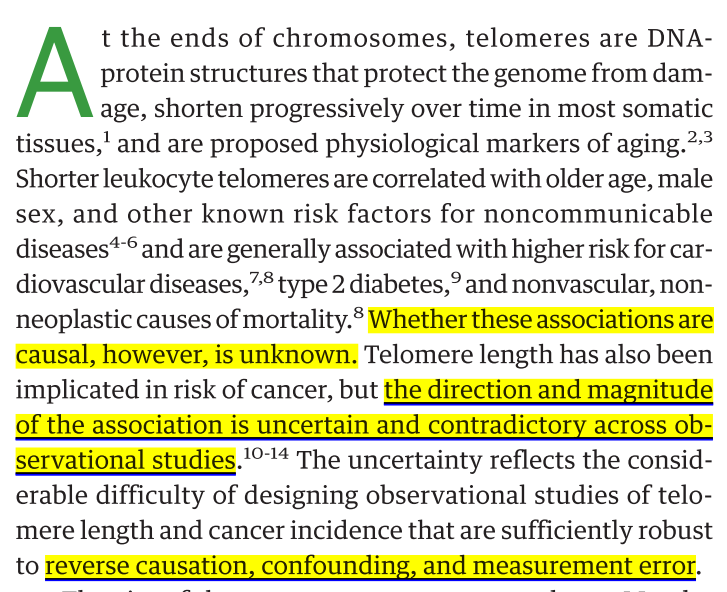 At the ends of chromosomes, telomeres are DNA-
protein structures that protect the genome from dam-
age, shorten progressively over time in most somatic
tissues,¹ and are proposed physiological markers of aging.²,³
Shorter leukocyte telomeres are correlated with older age, male
sex, and other known risk factors for noncommunicable
diseases⁴-⁶ and are generally associated with higher risk for car-
diovascular diseases,⁷,⁸ type 2 diabetes,⁹ and nonvascular, non-
neoplastic causes of mortality.⁸ Whether these associations are
causal, however, is unknown. Telomere length has also been
implicated in risk of cancer, but the direction and magnitude
of the association is uncertain and contradictory across ob-
servational studies.¹⁰-¹⁴ The uncertainty reflects the consid-
erable difficulty of designing observational studies of telo-
mere length and cancer incidence that are sufficiently robust
to reverse causation, confounding, and measurement error.